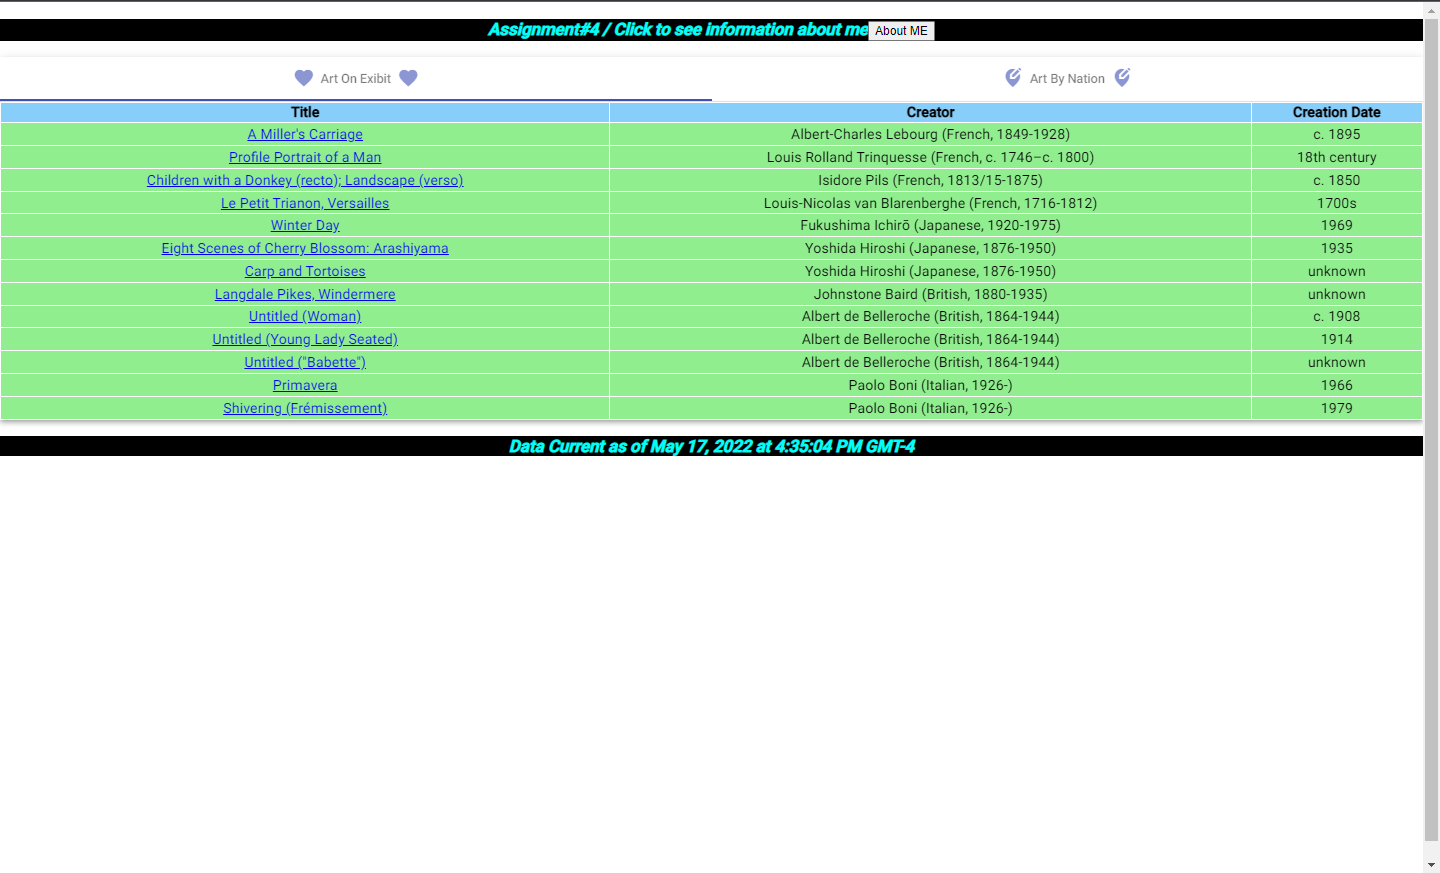 Assignment#4 / Click to see information about me About ME
Art On Exibit Art By Nation
Title Creator Creation Date
A Miller's Carriage Albert-Charles Lebourg (French, 1849-1928) c. 1895
Profile Portrait of a Man Louis Rolland Trinquesse (French, c. 1746–c. 1800) 18th century
Children with a Donkey (recto); Landscape (verso) Isidore Pils (French, 1813/15-1875) c. 1850
Le Petit Trianon, Versailles Louis-Nicolas van Blarenberghe (French, 1716-1812) 1700s
Winter Day Fukushima Ichirō (Japanese, 1920-1975) 1969
Eight Scenes of Cherry Blossom: Arashiyama Yoshida Hiroshi (Japanese, 1876-1950) 1935
Carp and Tortoises Yoshida Hiroshi (Japanese, 1876-1950) unknown
Langdale Pikes, Windermere Johnstone Baird (British, 1880-1935) unknown
Untitled (Woman) Albert de Belleroche (British, 1864-1944) c. 1908
Untitled (Young Lady Seated) Albert de Belleroche (British, 1864-1944) 1914
Untitled ("Babette") Albert de Belleroche (British, 1864-1944) unknown
Primavera Paolo Boni (Italian, 1926-) 1966
Shivering (Frémissement) Paolo Boni (Italian, 1926-) 1979
Data Current as of May 17, 2022 at 4:35:04 PM GMT-4